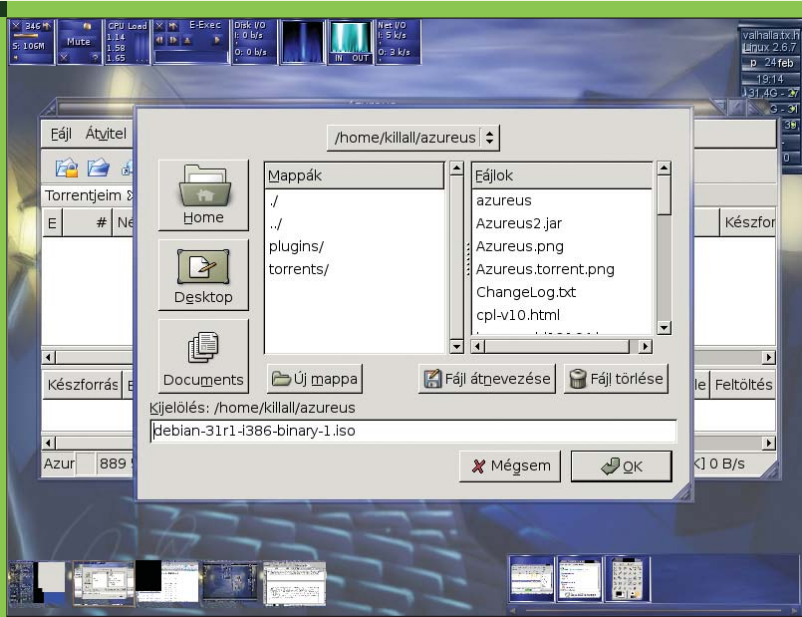 346
S: 106M
Mute
CPU Load
1.14
1.58
1.65
E-Exec
Disk I/O
I: 0 b/s
O: 0 b/s
IN OUT
Net I/O
I: 5 k/s
O: 3 k/s
valhalla.tx.h
Linux 2.6.7
p 24 feb
19:14
Fájl Átvitel
/home/killall/azureus
Torrentjeim
E # Né
Készfor
Home
Desktop
Documents
Mappák
./
../
plugins/
torrents/
Fájlok
azureus
Azureus2.jar
Azureus.png
Azureus.torrent.png
ChangeLog.txt
cpl-v10.html
Készforrás
le Feltöltés
Új mappa
Fájl átnevezése
Fájl törlése
Kijelölés: /home/killall/azureus
debian-31r1-i386-binary-1.iso
Mégsem
OK
Azur 889
K] 0 B/s